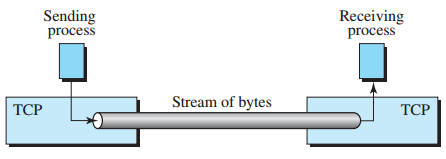 Sending
process
Receiving
process
TCP
Stream of bytes
TCP